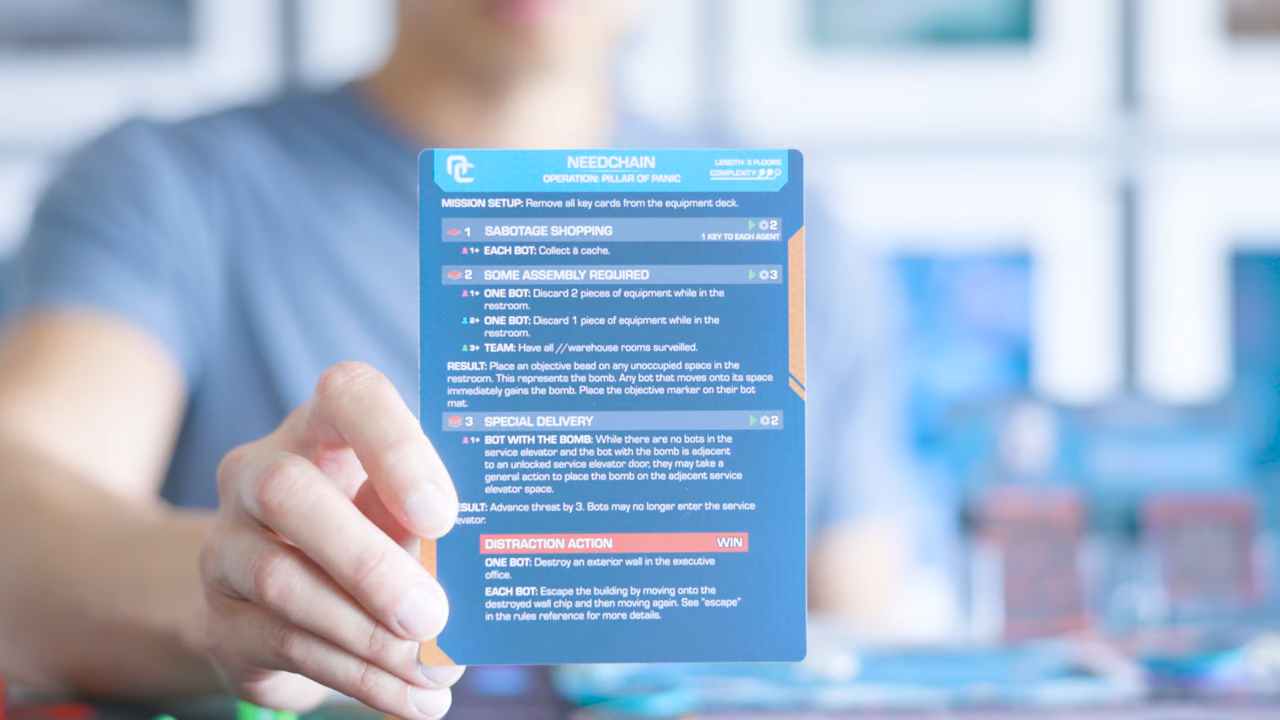 NEEDCHAIN
OPERATION: PILLAR OF PANIC
LENGTH: 3 FLOORS
COMPLEXITY:
MISSION SETUP: Remove all key cards from the equipment deck.
1 SABOTAGE SHOPPING 2
1 KEY TO EACH AGENT
1+ EACH BOT: Collect a cache.
2 SOME ASSEMBLY REQUIRED 3
1+ ONE BOT: Discard 2 pieces of equipment while in the
restroom.
2+ ONE BOT: Discard 1 piece of equipment while in the
restroom.
3+ TEAM: Have all //warehouse rooms surveilled.
RESULT: Place an objective bead on any unoccupied space in the
restroom. This represents the bomb. Any bot that moves onto its space
immediately gains the bomb. Place the objective marker on their bot
mat.
3 SPECIAL DELIVERY 2
1+ BOT WITH THE BOMB: While there are no bots in the
service elevator and the bot with the bomb is adjacent
to an unlocked service elevator door, they may take a
general action to place the bomb on the adjacent service
elevator space.
ESULT: Advance threat by 3. Bots may no longer enter the service
evator.
DISTRACTION ACTION WIN
ONE BOT: Destroy an exterior wall in the executive
office.
EACH BOT: Escape the building by moving onto the
destroyed wall chip and then moving again. See "escape"
in the rules reference for more details.